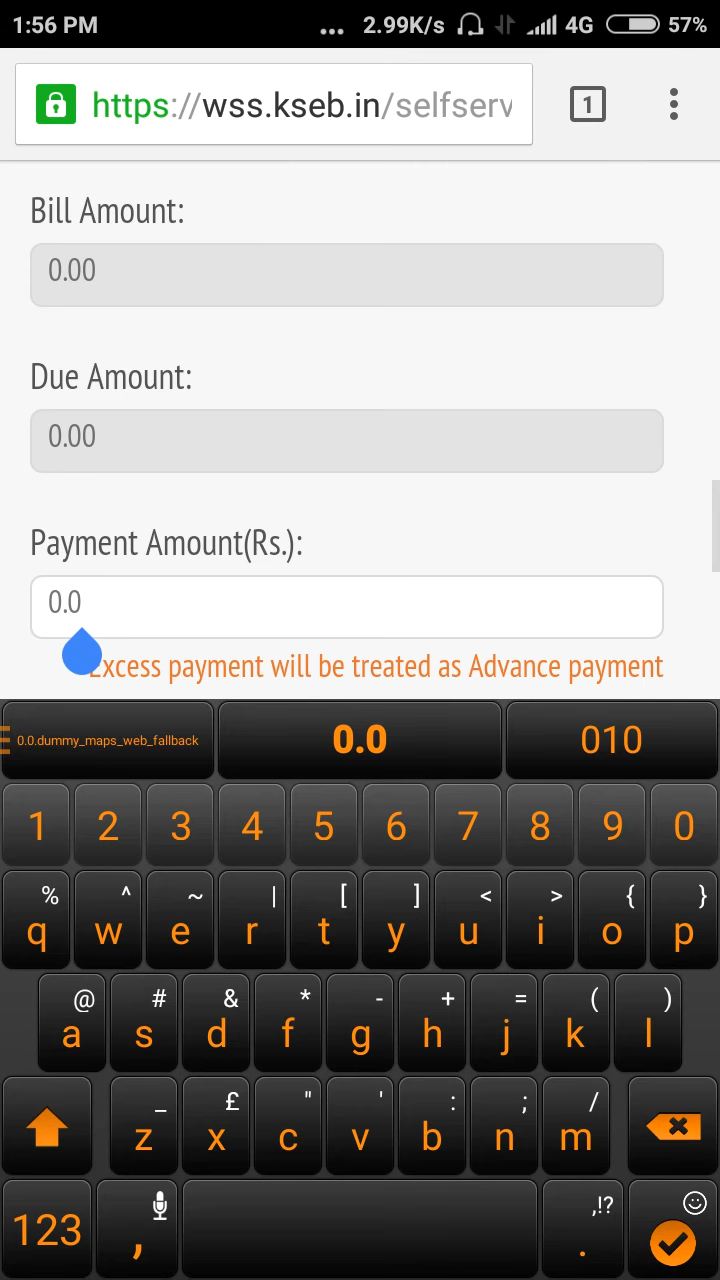 1:56 PM ... 2.99K/s 4G 57%
https://wss.kseb.in/selfserv 1
Bill Amount:
0.00
Due Amount:
0.00
Payment Amount(Rs.):
0.0
Excess payment will be treated as Advance payment
0.0.dummy_maps_web_fallback 0.0 010
1 2 3 4 5 6 7 8 9 0
% ^ ~ | [ ] < > { }
q w e r t y u i o p
@ # & * - + = ( )
a s d f g h j k l
_ £ " ' : ; /
z x c v b n m
,!?
123 , .